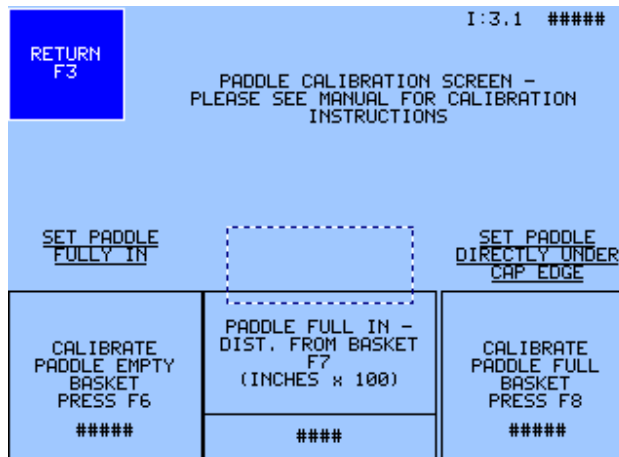 I:3.1 #####
RETURN
F3
PADDLE CALIBRATION SCREEN –
PLEASE SEE MANUAL FOR CALIBRATION
INSTRUCTIONS
SET PADDLE
FULLY IN
SET PADDLE
DIRECTLY UNDER
CAP EDGE
CALIBRATE
PADDLE EMPTY
BASKET
PRESS F6
#####
PADDLE FULL IN –
DIST. FROM BASKET
F7
(INCHES x 100)
####
CALIBRATE
PADDLE FULL
BASKET
PRESS F8
#####